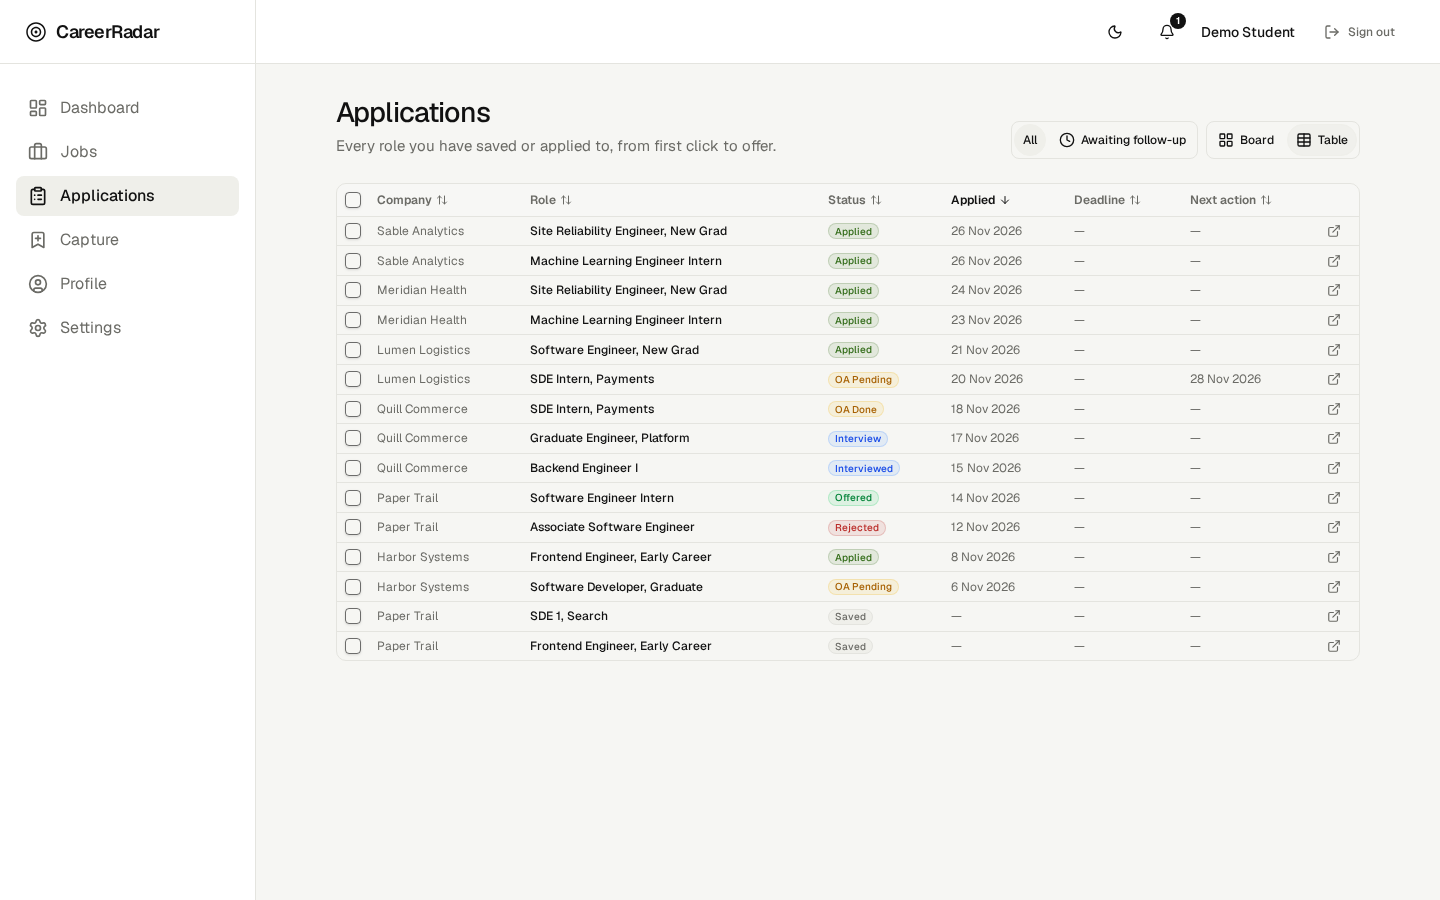 CareerRadar
1
Demo Student
Sign out
Dashboard
Jobs
Applications
Capture
Profile
Settings
Applications
Every role you have saved or applied to, from first click to offer.
All Awaiting follow-up Board Table
Company Role Status Applied Deadline Next action
Sable Analytics Site Reliability Engineer, New Grad Applied 26 Nov 2026 — —
Sable Analytics Machine Learning Engineer Intern Applied 26 Nov 2026 — —
Meridian Health Site Reliability Engineer, New Grad Applied 24 Nov 2026 — —
Meridian Health Machine Learning Engineer Intern Applied 23 Nov 2026 — —
Lumen Logistics Software Engineer, New Grad Applied 21 Nov 2026 — —
Lumen Logistics SDE Intern, Payments OA Pending 20 Nov 2026 — 28 Nov 2026
Quill Commerce SDE Intern, Payments OA Done 18 Nov 2026 — —
Quill Commerce Graduate Engineer, Platform Interview 17 Nov 2026 — —
Quill Commerce Backend Engineer I Interviewed 15 Nov 2026 — —
Paper Trail Software Engineer Intern Offered 14 Nov 2026 — —
Paper Trail Associate Software Engineer Rejected 12 Nov 2026 — —
Harbor Systems Frontend Engineer, Early Career Applied 8 Nov 2026 — —
Harbor Systems Software Developer, Graduate OA Pending 6 Nov 2026 — —
Paper Trail SDE 1, Search Saved — — —
Paper Trail Frontend Engineer, Early Career Saved — — —